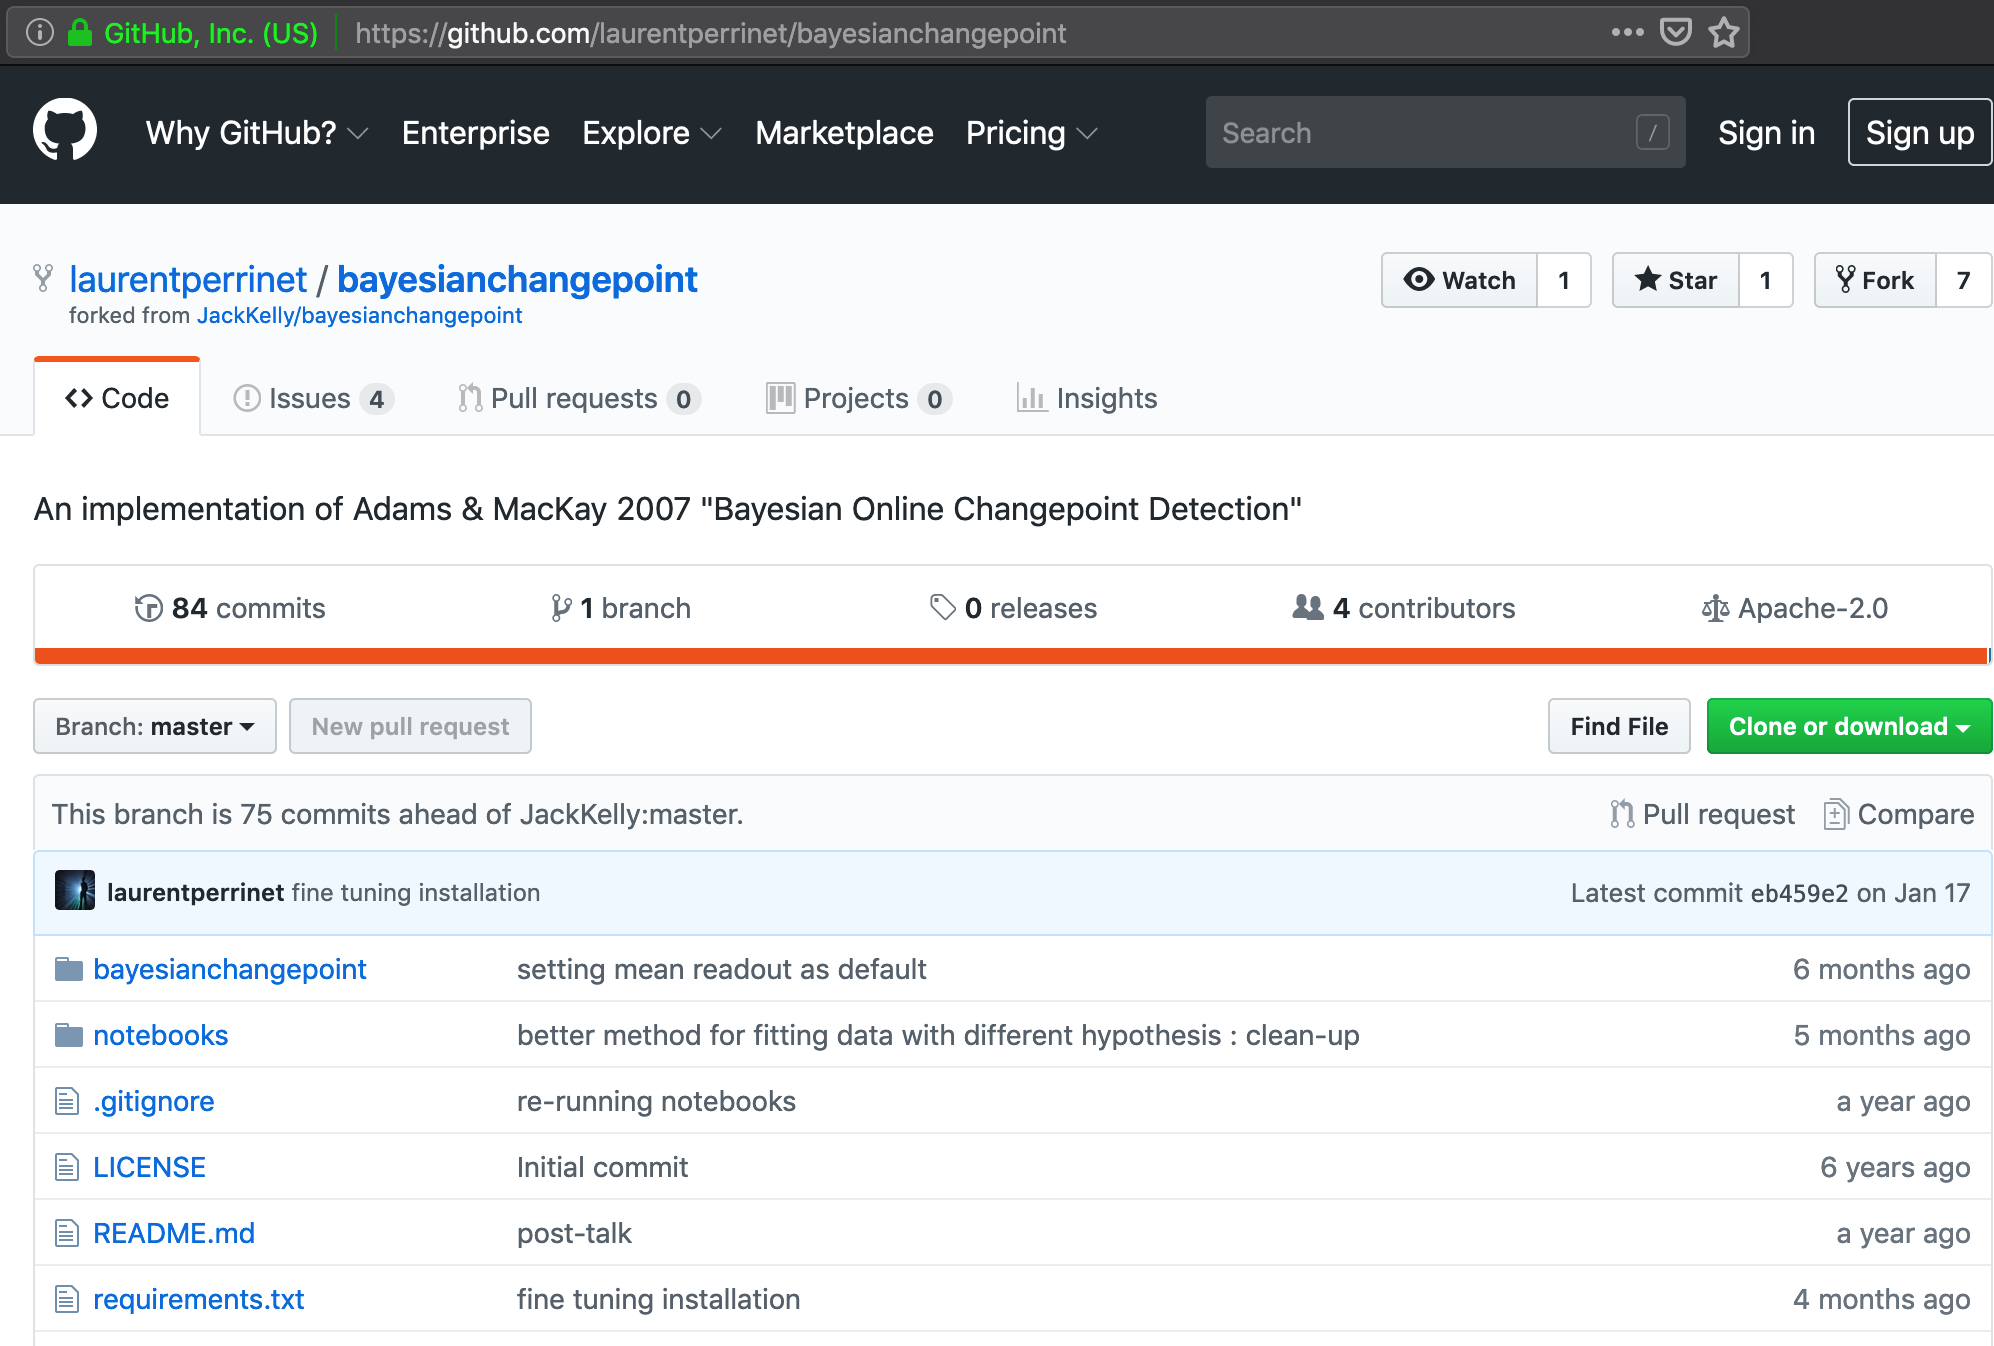 GitHub, Inc. (US) https://github.com/laurentperrinet/bayesianchangepoint
Why GitHub? Enterprise Explore Marketplace Pricing Search / Sign in Sign up
laurentperrinet / bayesianchangepoint Watch 1 Star 1 Fork 7
forked from JackKelly/bayesianchangepoint
Code Issues 4 Pull requests 0 Projects 0 Insights
An implementation of Adams & MacKay 2007 "Bayesian Online Changepoint Detection"
84 commits 1 branch 0 releases 4 contributors Apache-2.0
Branch: master New pull request Find File Clone or download
This branch is 75 commits ahead of JackKelly:master. Pull request Compare
laurentperrinet fine tuning installation Latest commit eb459e2 on Jan 17
bayesianchangepoint setting mean readout as default 6 months ago
notebooks better method for fitting data with different hypothesis : clean-up 5 months ago
.gitignore re-running notebooks a year ago
LICENSE Initial commit 6 years ago
README.md post-talk a year ago
requirements.txt fine tuning installation 4 months ago